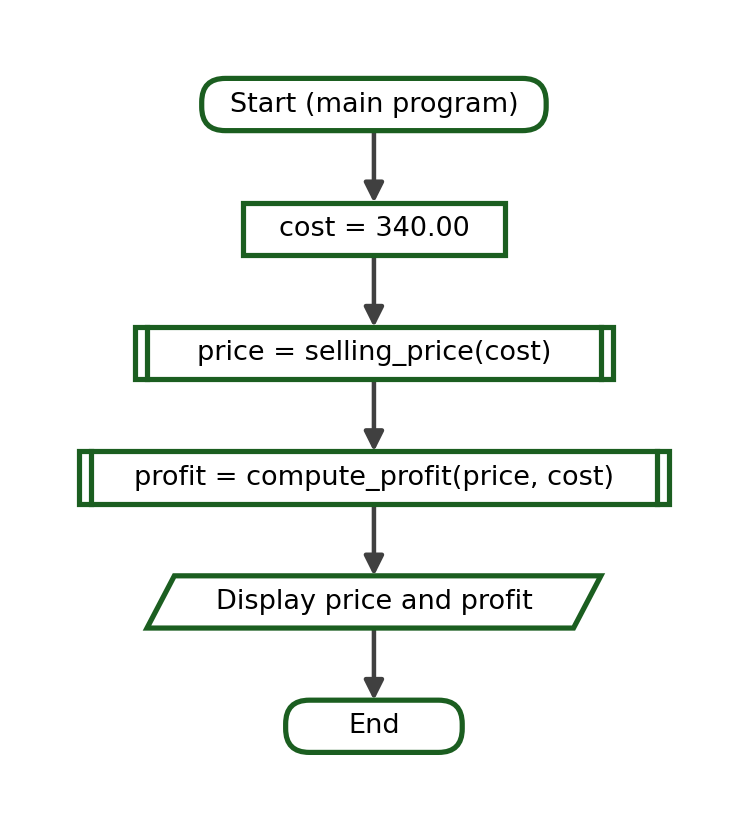 Start (main program)
cost = 340.00
price = selling_price(cost)
profit = compute_profit(price, cost)
Display price and profit
End